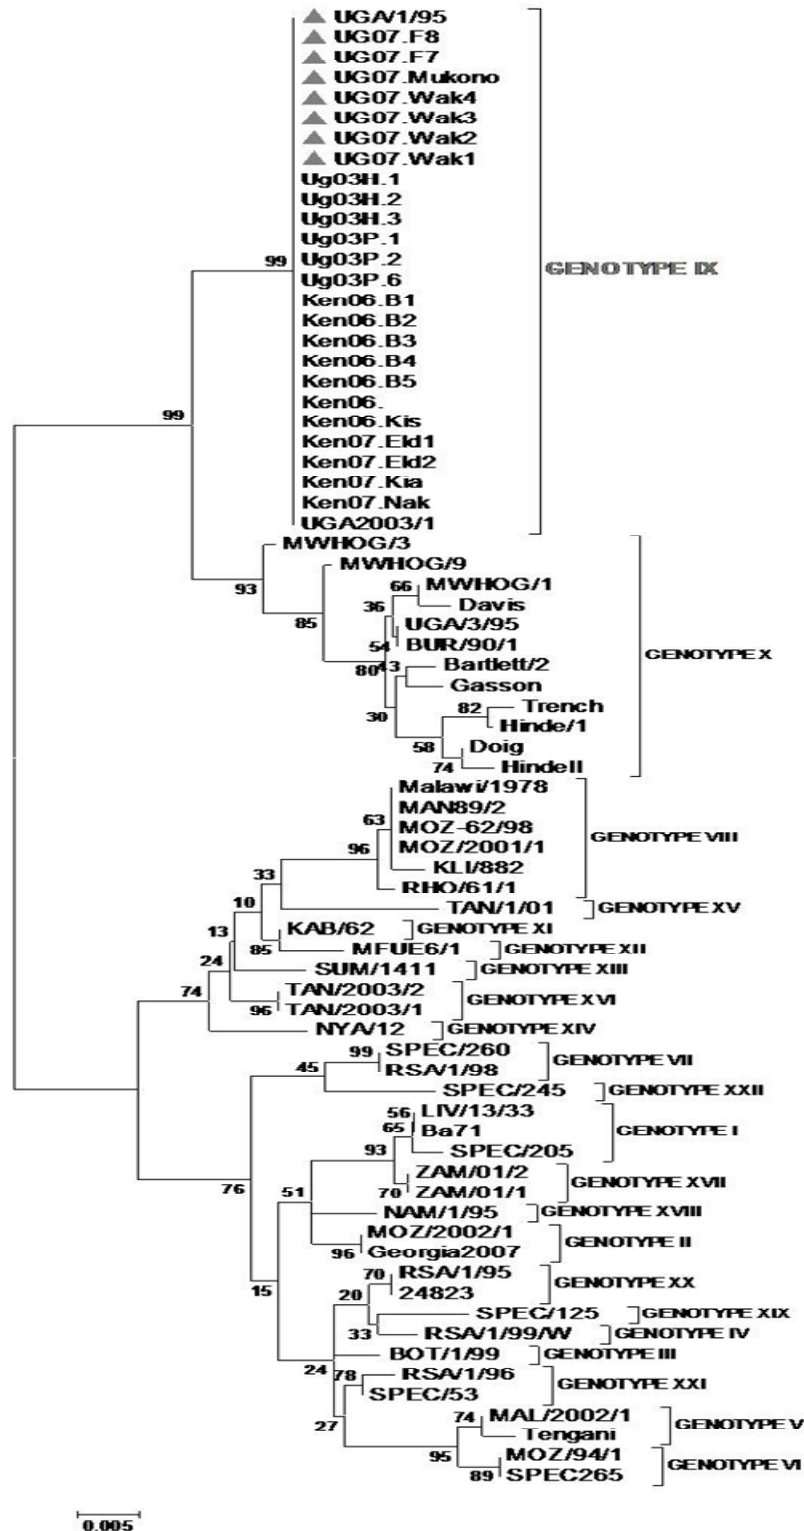 UGA/1/95
UG07.F8
UG07.F7
UG07.Mukono
UG07.Wak4
UG07.Wak3
UG07.Wak2
UG07.Wak1
Ug03H.1
Ug03H.2
Ug03H.3
Ug03P.1
99 Ug03P.2 GENOTYPE IX
Ug03P.6
Ken06.B1
Ken06.B2
Ken06.B3
Ken06.B4
Ken06.B5
Ken06.
99 Ken06.Kis
Ken07.Eld1
Ken07.Eld2
Ken07.Kia
Ken07.Nak
UGA2003/1
MWHOG/3
MWHOG/9
93 66 MWHOG/1
36 Davis
85 UGA/3/95
54 BUR/90/1
GENOTYPE X
80 43 Bartlett/2
Gasson
30 82 Trench
Hinde/1
58 Doig
74 HindeII
Malawi/1978
MAN89/2
63 MOZ-62/98 GENOTYPE VIII
MOZ/2001/1
96 KLI/882
33 RHO/61/1
10 TAN/1/01 GENOTYPE XV
13 KAB/62 GENOTYPE XI
85 MFUE6/1 GENOTYPE XII
24 SUM/1411 GENOTYPE XIII
74 TAN/2003/2 GENOTYPE XVI
96 TAN/2003/1
NYA/12 GENOTYPE XIV
99 SPEC/260 GENOTYPE VII
45 RSA/1/98
SPEC/245 GENOTYPE XXII
56 LIV/13/33
65 Ba71 GENOTYPE I
93 SPEC/205
ZAM/01/2 GENOTYPE XVII
76 51 70 ZAM/01/1
NAM/1/95 GENOTYPE XVIII
MOZ/2002/1 GENOTYPE II
96 Georgia2007
15 70 RSA/1/95 GENOTYPE XX
20 24823
SPEC/125 GENOTYPE XIX
33 RSA/1/99/W GENOTYPE IV
BOT/1/99 GENOTYPE III
24 78 RSA/1/96 GENOTYPE XXI
SPEC/53
27 74 MAL/2002/1 GENOTYPE V
Tengani
95 MOZ/94/1 GENOTYPE VI
89 SPEC265
0.005